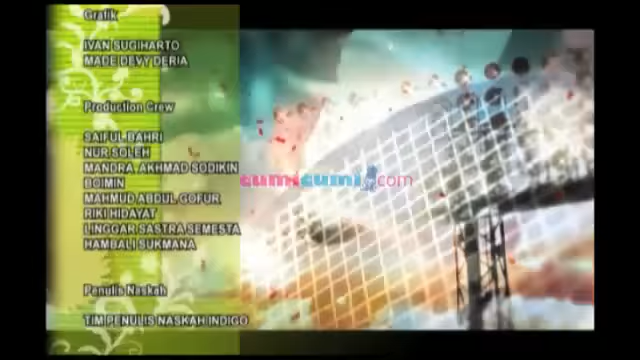 Grafik
IVAN SUGIHARTO
MADE DEVY DERIA
Production Crew
SAIFUL BAHRI
NUR SOLEH
MANDRA AKHMAD SODIKIN
BOIMIN
MAHMUD ABDUL GOFUR
RIKI HIDAYAT
LINGGAR SASTRA SEMESTA
HAMBALI SUKMANA
cumicumi.com
Penulis Naskah
TIM PENULIS NASKAH INDIGO